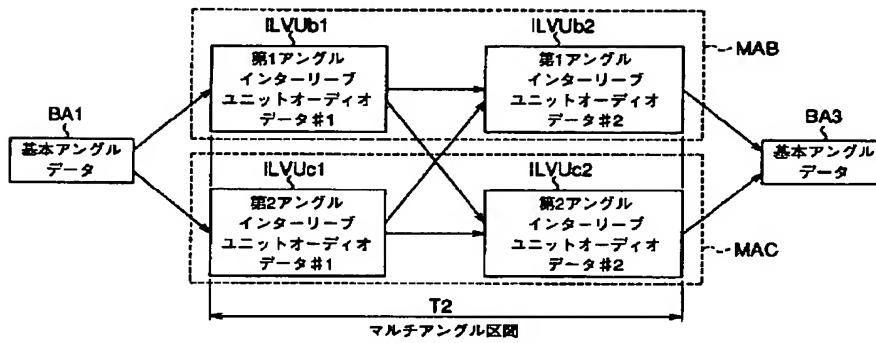 ILVUb1
ILVUb2
第1アングル
インターリーブ
ユニットオーディオ
データ#1
第1アングル
インターリーブ
ユニットオーディオ
データ#2
MAB
BA1
基本アングル
データ
BA3
基本アングル
データ
ILVUc1
ILVUc2
第2アングル
インターリーブ
ユニットオーディオ
データ#1
第2アングル
インターリーブ
ユニットオーディオ
データ#2
MAC
T2
マルチアングル区間